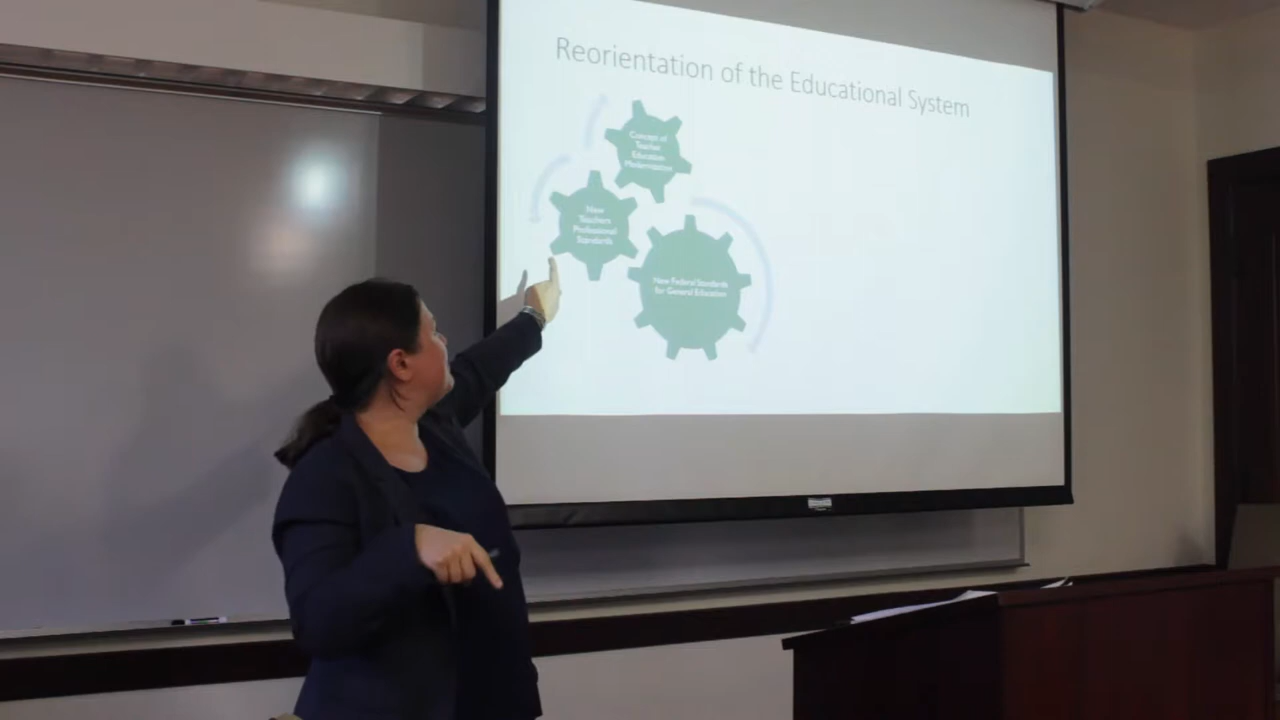 Reorientation of the Educational System
Concept of
Teacher
Education
Modernization
New
Teachers
Professional
Standards
New Federal Standards
for General Education